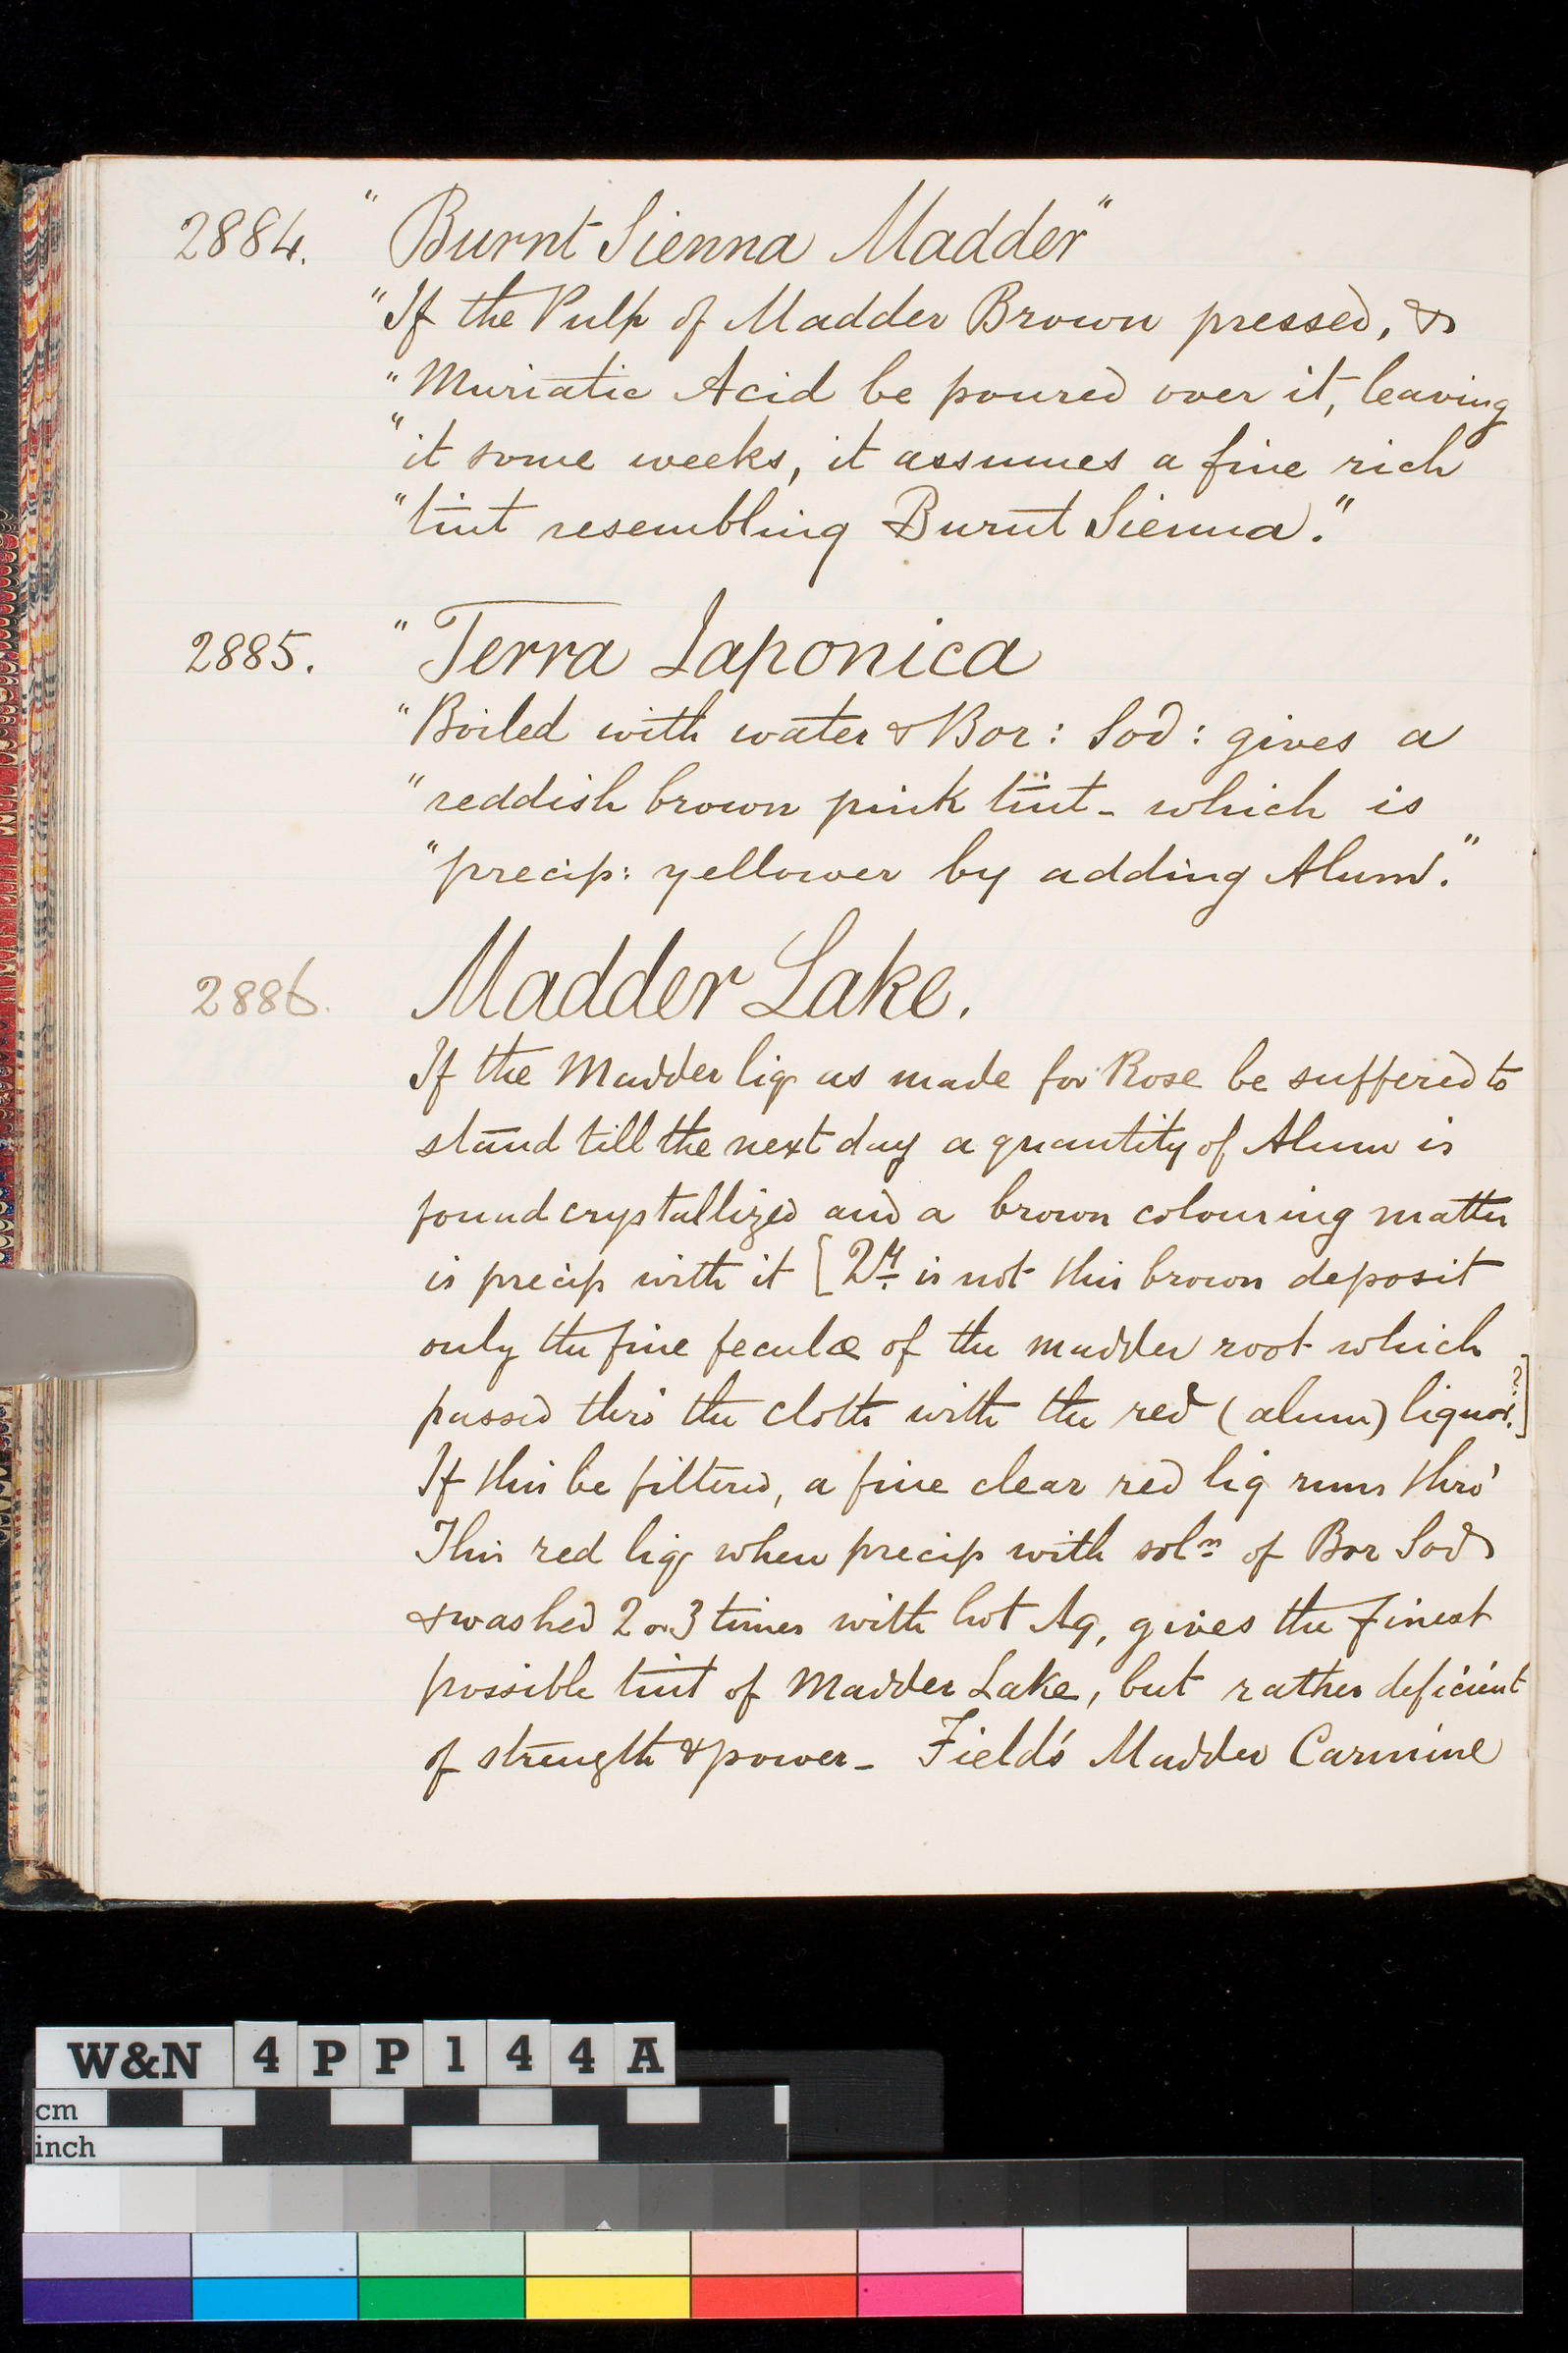 2884. "Burnt Sienna Madder"
"If the Pulp of Madder Brown pressed, &
"Muriatic Acid be poured over it, leaving
"it some weeks, it assumes a fine rich
"tint resembling Burnt Sienna."
2885. "Terra Japonica
"Boiled with water & Bor: Sod: gives a
"reddish brown pink tint - which is
"precip: yellower by adding Alum."
2886. Madder Lake.
If the Madder liq as made for Rose be suffered to
stand till the next day a quantity of Alum is
found crystallized and a brown colouring matter
is precip with it [Qy. is not this brown deposit
only the fine feculæ of the madder root which
passed thro' the cloth with the red (alum) liquor.?]
If this be filtered, a fine clear red liq runs thro'
This red liq when precip with soln of Bor Sod
& washed 2 or 3 times with hot Aq, gives the finest
possible tint of Madder Lake, but rather deficient
of strength & power - Field's Madder Carmine
W&N 4PP144A
cm
inch